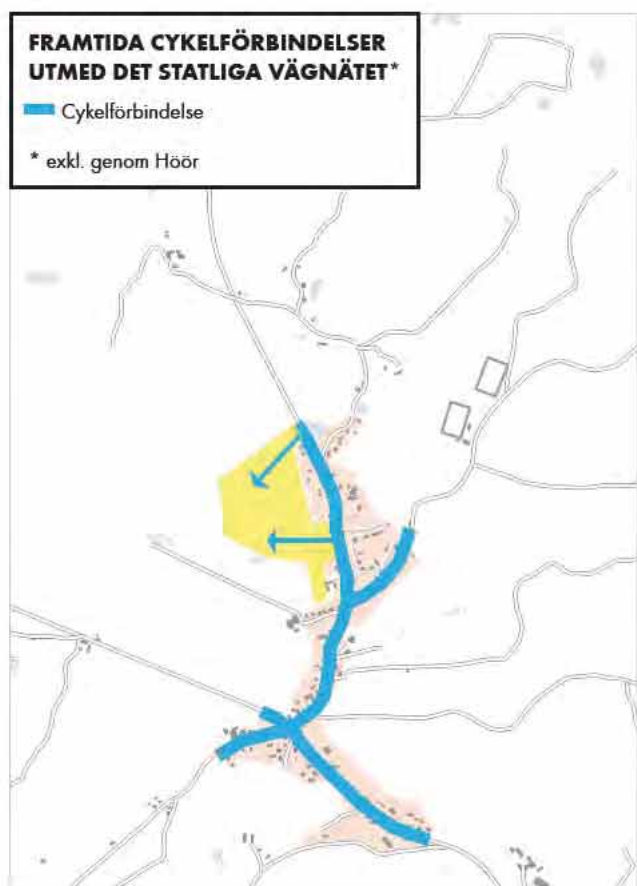 FRAMTIDA CYKELFÖRBINDELSER
UTMED DET STATLIGA VÄGNÄTET*
Cykelförbindelse
* exkl. genom Höör